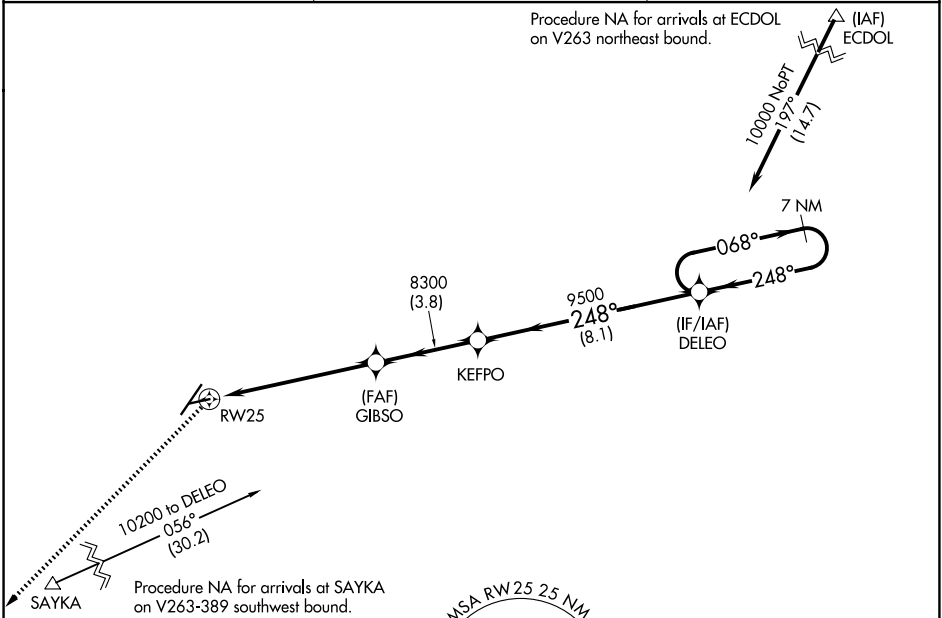 Procedure NA for arrivals at ECDOL
on V263 northeast bound.
(IAF)
ECDOL
10000 NoPT
197°
(14.7)
7 NM
068°
248°
8300
(3.8)
9500
248°
(8.1)
(IF/IAF)
DELEO
KEFPO
(FAF)
GIBSO
RW25
10200 to DELEO
056°
(30.2)
SAYKA
Procedure NA for arrivals at SAYKA
on V263-389 southwest bound.
MSA RW25 25 NM